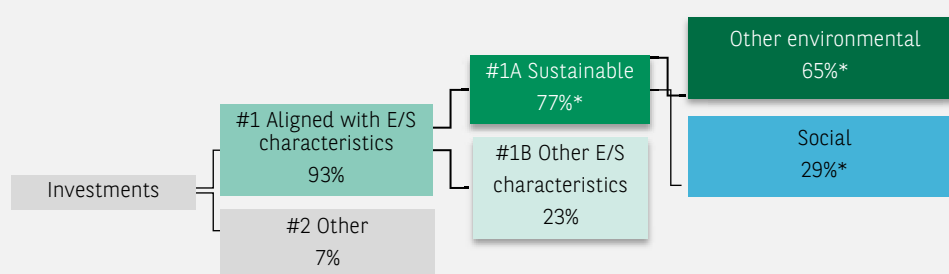 Investments
#1 Aligned with E/S
characteristics
93%
#2 Other
7%
#1A Sustainable
77%*
#1B Other E/S
characteristics
23%
Other environmental
65%*
Social
29%*